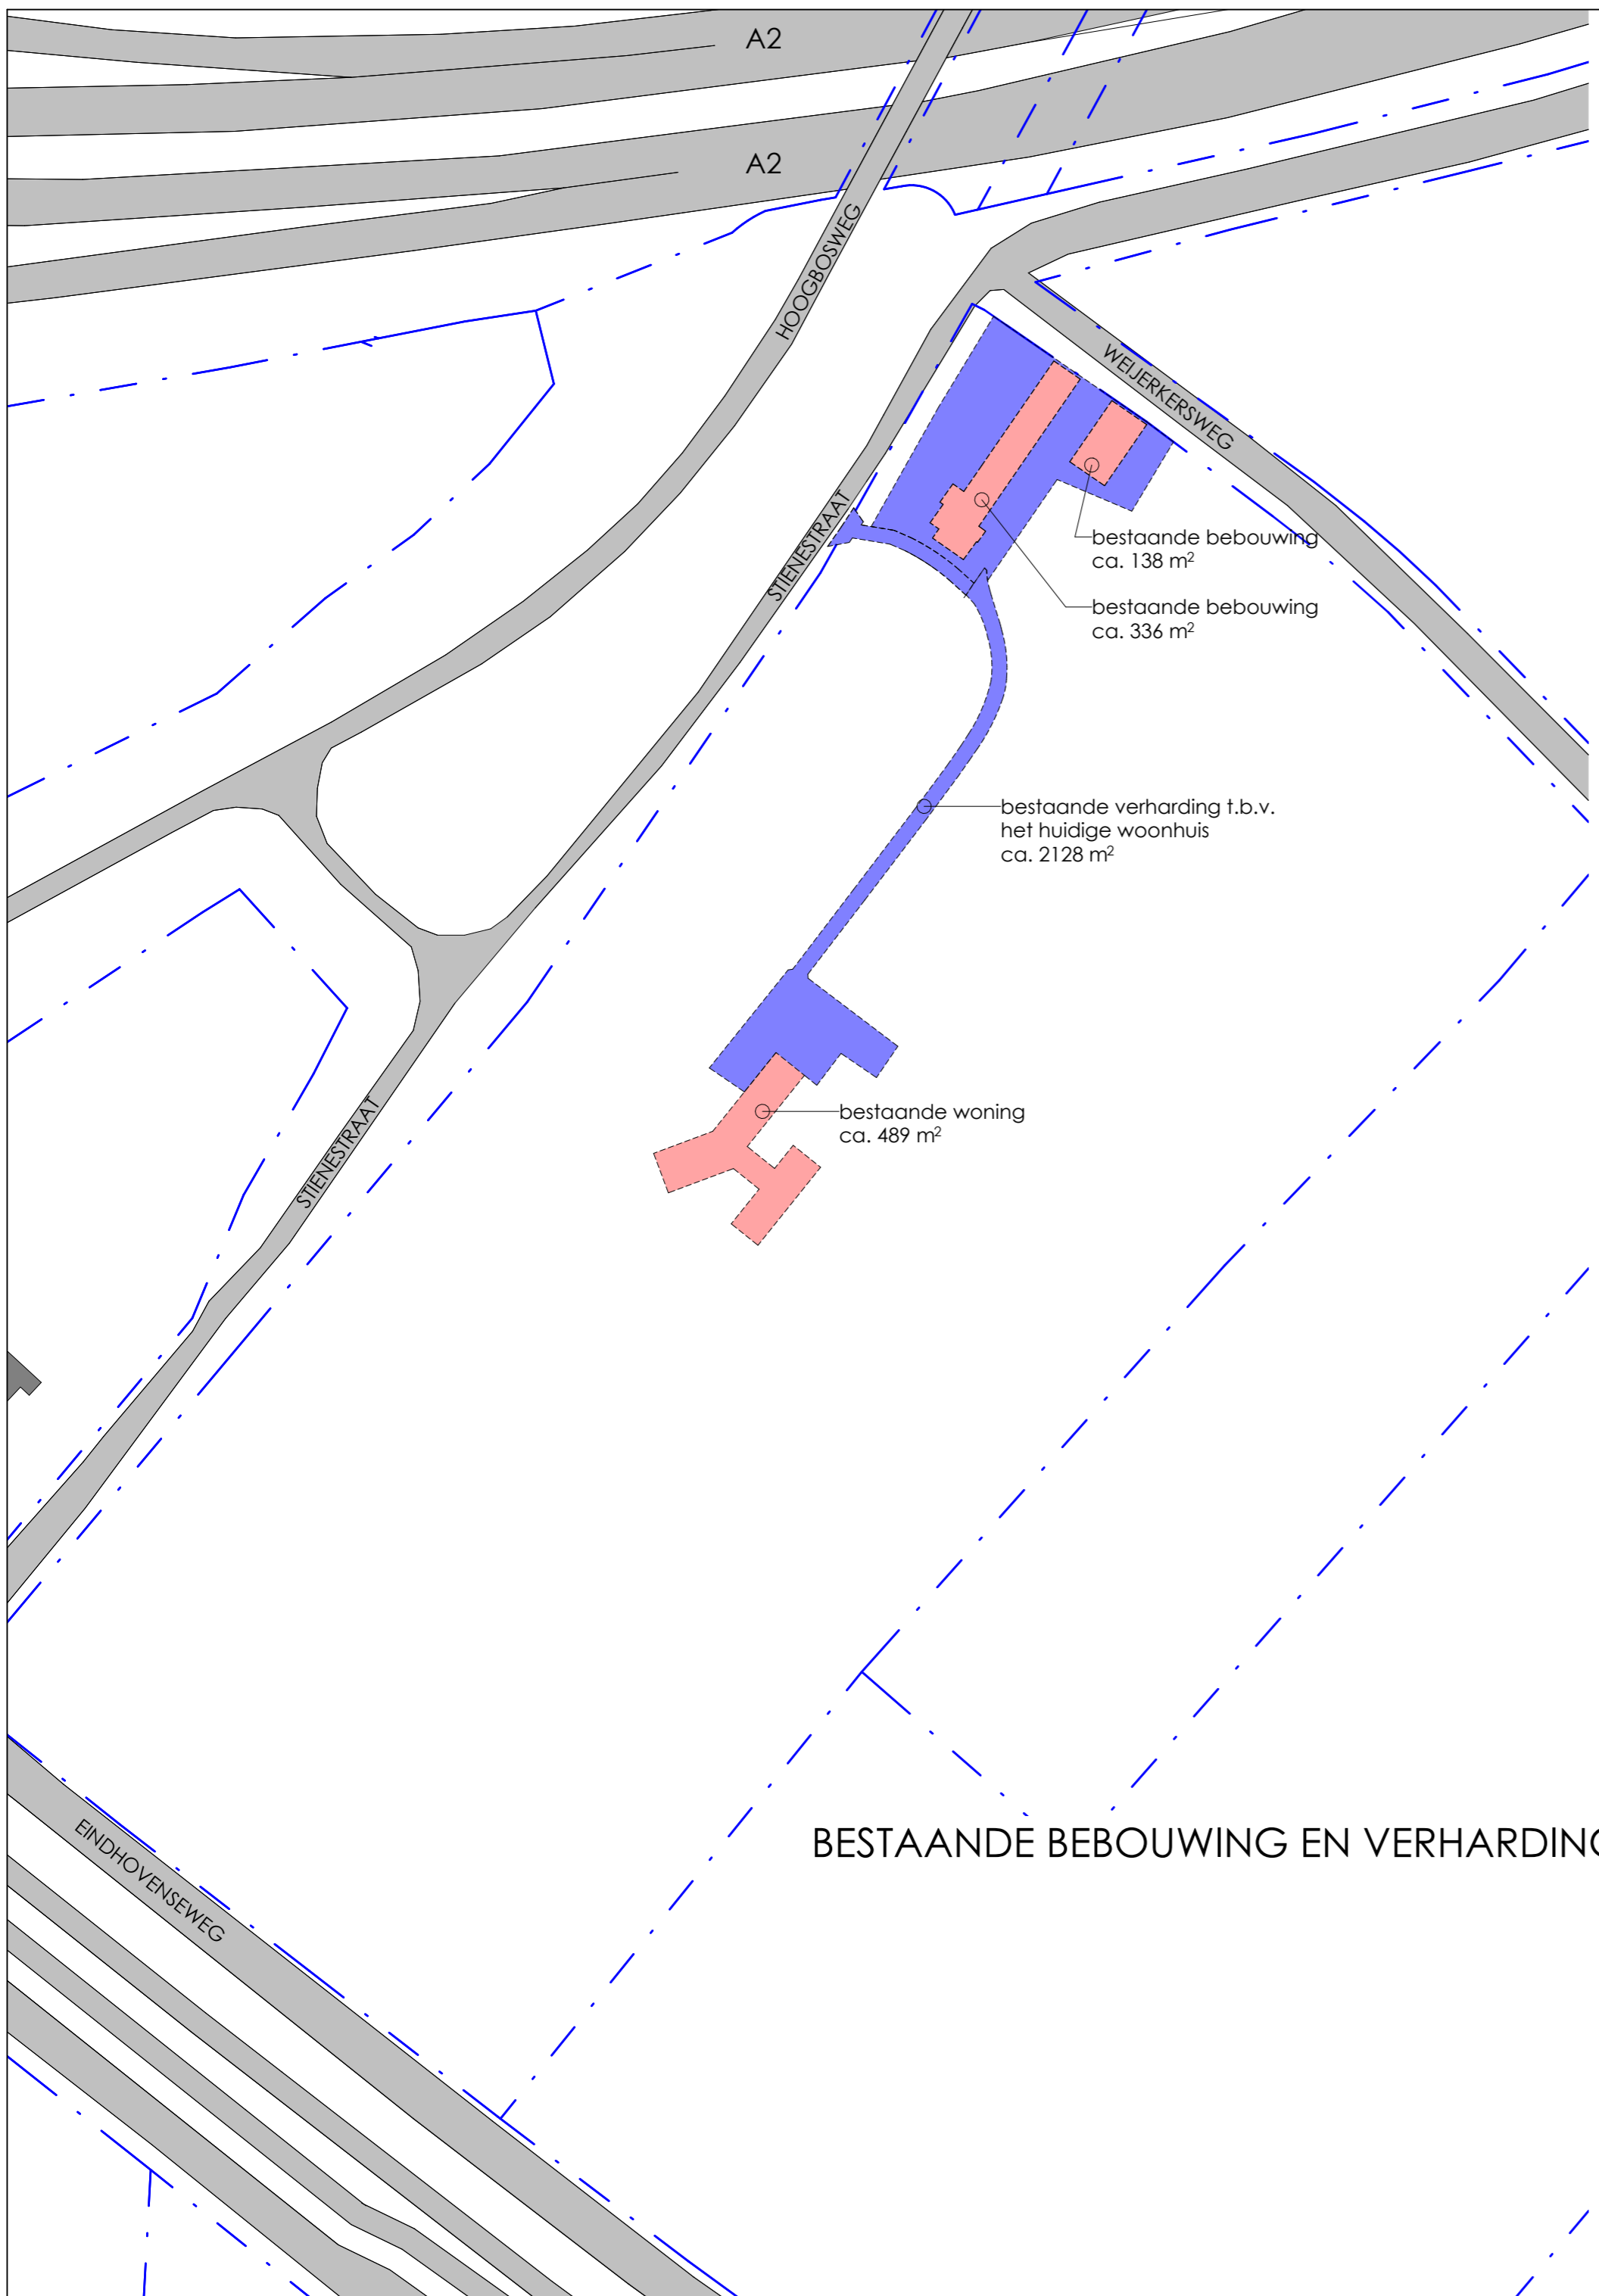 A2
A2
HOOGBOSWEG
WEIJERKERSWEG
STIENESTRAAT
bestaande bebouwing
ca. 138 m²
bestaande bebouwing
ca. 336 m²
bestaande verharding t.b.v.
het huidige woonhuis
ca. 2128 m²
bestaande woning
ca. 489 m²
STIENESTRAAT
BESTAANDE BEBOUWING EN VERHARDING
EINDHOVENSEWEG